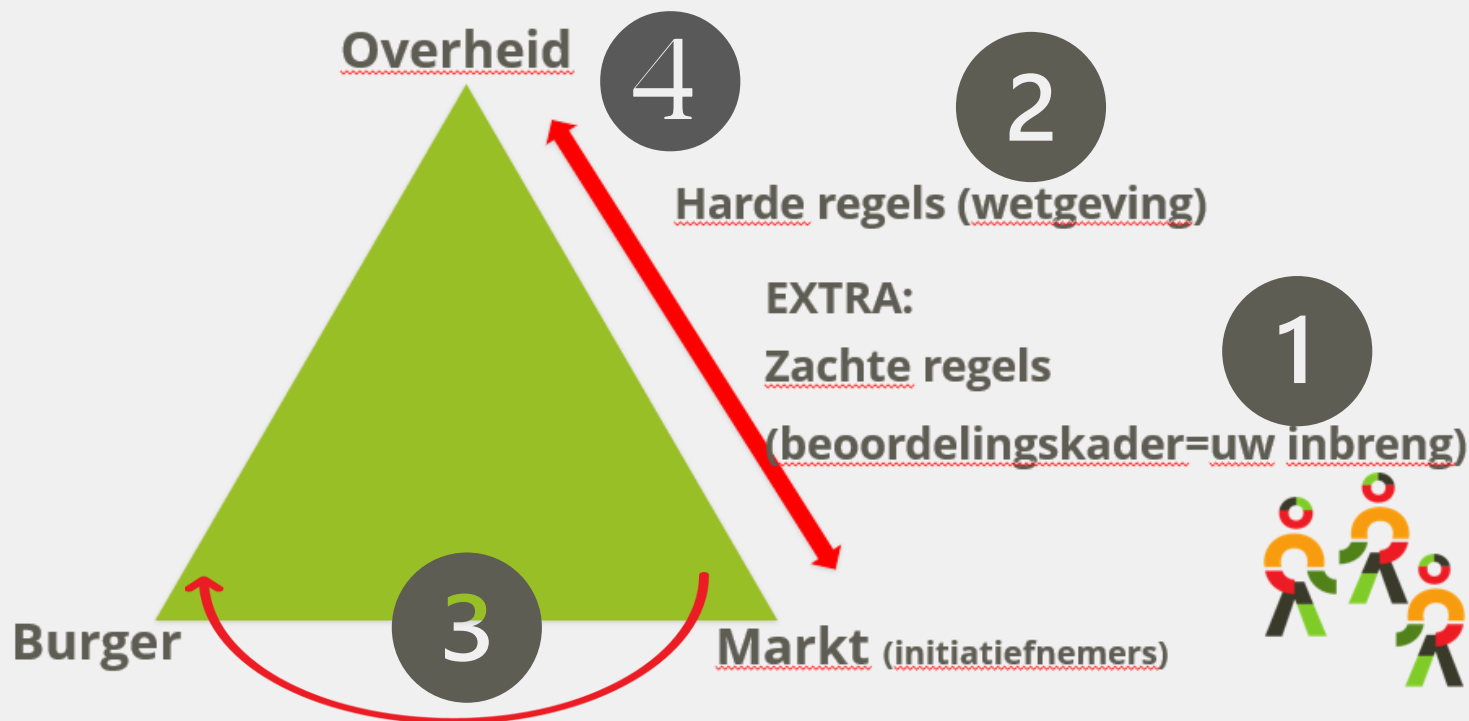 Overheid
4
2
Harde regels (wetgeving)
EXTRA:
1
Zachte regels
(beoordelingskader=uw inbreng)
3
Burger
Markt (initiatiefnemers)